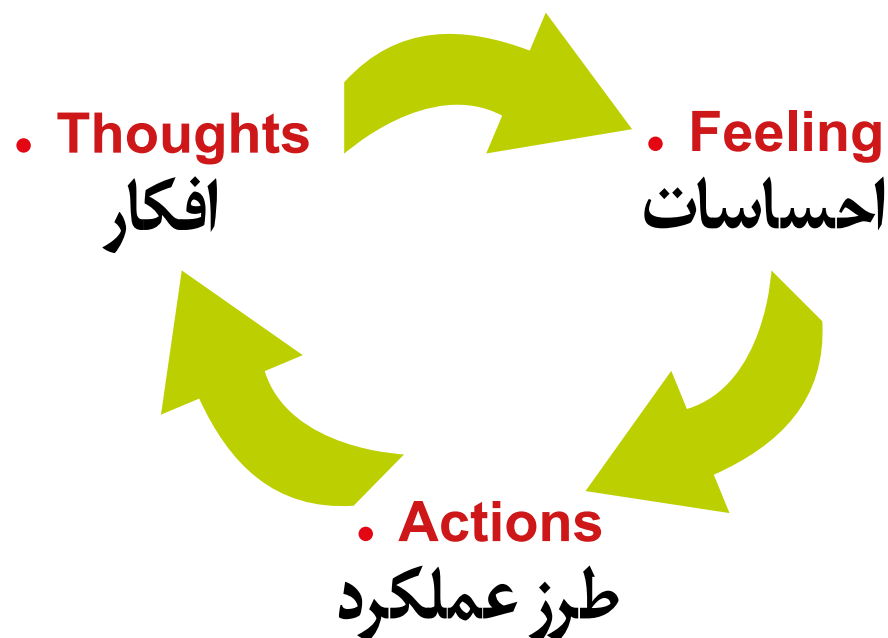 • Thoughts
افکار
• Feeling
احساسات
• Actions
طرز عملکرد